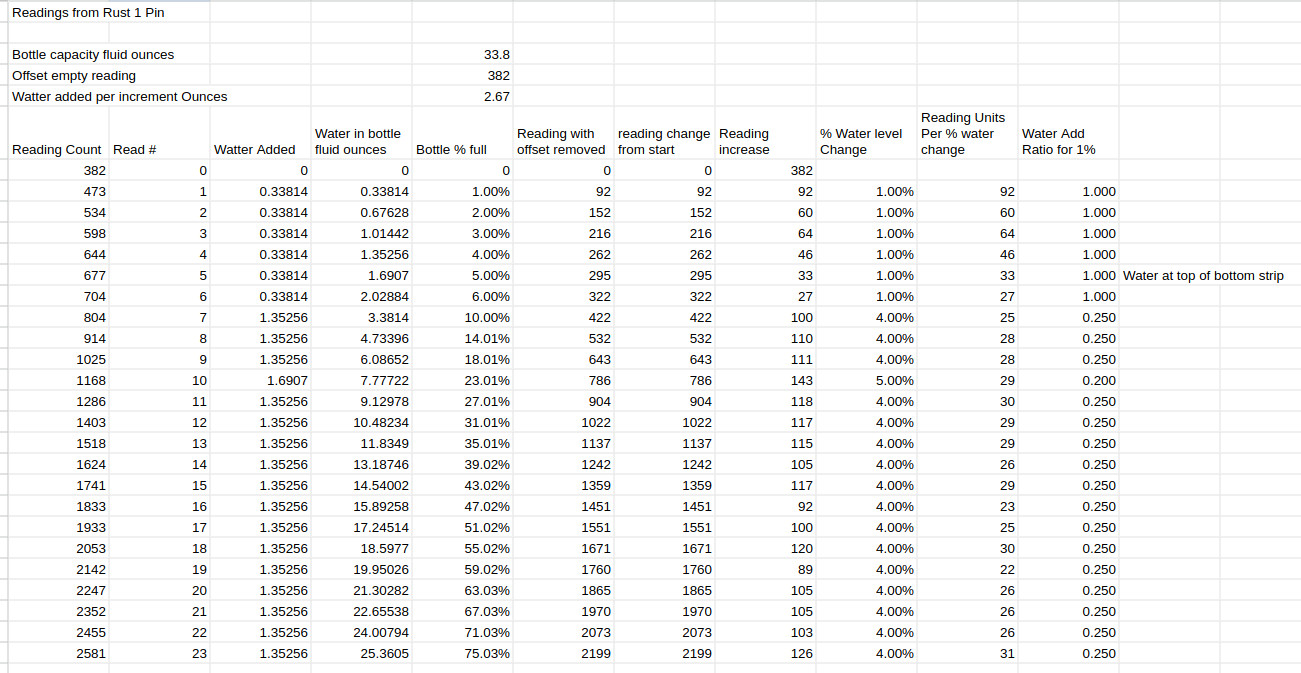 Readings from Rust 1 Pin
Bottle capacity fluid ounces 33.8
Offset empty reading 382
Watter added per increment Ounces 2.67
Reading Count Read # Watter Added Water in bottle fluid ounces Bottle % full Reading with offset removed reading change from start Reading increase % Water level Change Reading Units Per % water change Water Add Ratio for 1%
382 0 0 0 0 0 0 382
473 1 0.33814 0.33814 1.00% 92 92 92 1.00% 92 1.000
534 2 0.33814 0.67628 2.00% 152 152 60 1.00% 60 1.000
598 3 0.33814 1.01442 3.00% 216 216 64 1.00% 64 1.000
644 4 0.33814 1.35256 4.00% 262 262 46 1.00% 46 1.000
677 5 0.33814 1.6907 5.00% 295 295 33 1.00% 33 1.000 Water at top of bottom strip
704 6 0.33814 2.02884 6.00% 322 322 27 1.00% 27 1.000
804 7 1.35256 3.3814 10.00% 422 422 100 4.00% 25 0.250
914 8 1.35256 4.73396 14.01% 532 532 110 4.00% 28 0.250
1025 9 1.35256 6.08652 18.01% 643 643 111 4.00% 28 0.250
1168 10 1.6907 7.77722 23.01% 786 786 143 5.00% 29 0.200
1286 11 1.35256 9.12978 27.01% 904 904 118 4.00% 30 0.250
1403 12 1.35256 10.48234 31.01% 1022 1022 117 4.00% 29 0.250
1518 13 1.35256 11.8349 35.01% 1137 1137 115 4.00% 29 0.250
1624 14 1.35256 13.18746 39.02% 1242 1242 105 4.00% 26 0.250
1741 15 1.35256 14.54002 43.02% 1359 1359 117 4.00% 29 0.250
1833 16 1.35256 15.89258 47.02% 1451 1451 92 4.00% 23 0.250
1933 17 1.35256 17.24514 51.02% 1551 1551 100 4.00% 25 0.250
2053 18 1.35256 18.5977 55.02% 1671 1671 120 4.00% 30 0.250
2142 19 1.35256 19.95026 59.02% 1760 1760 89 4.00% 22 0.250
2247 20 1.35256 21.30282 63.03% 1865 1865 105 4.00% 26 0.250
2352 21 1.35256 22.65538 67.03% 1970 1970 105 4.00% 26 0.250
2455 22 1.35256 24.00794 71.03% 2073 2073 103 4.00% 26 0.250
2581 23 1.35256 25.3605 75.03% 2199 2199 126 4.00% 31 0.250